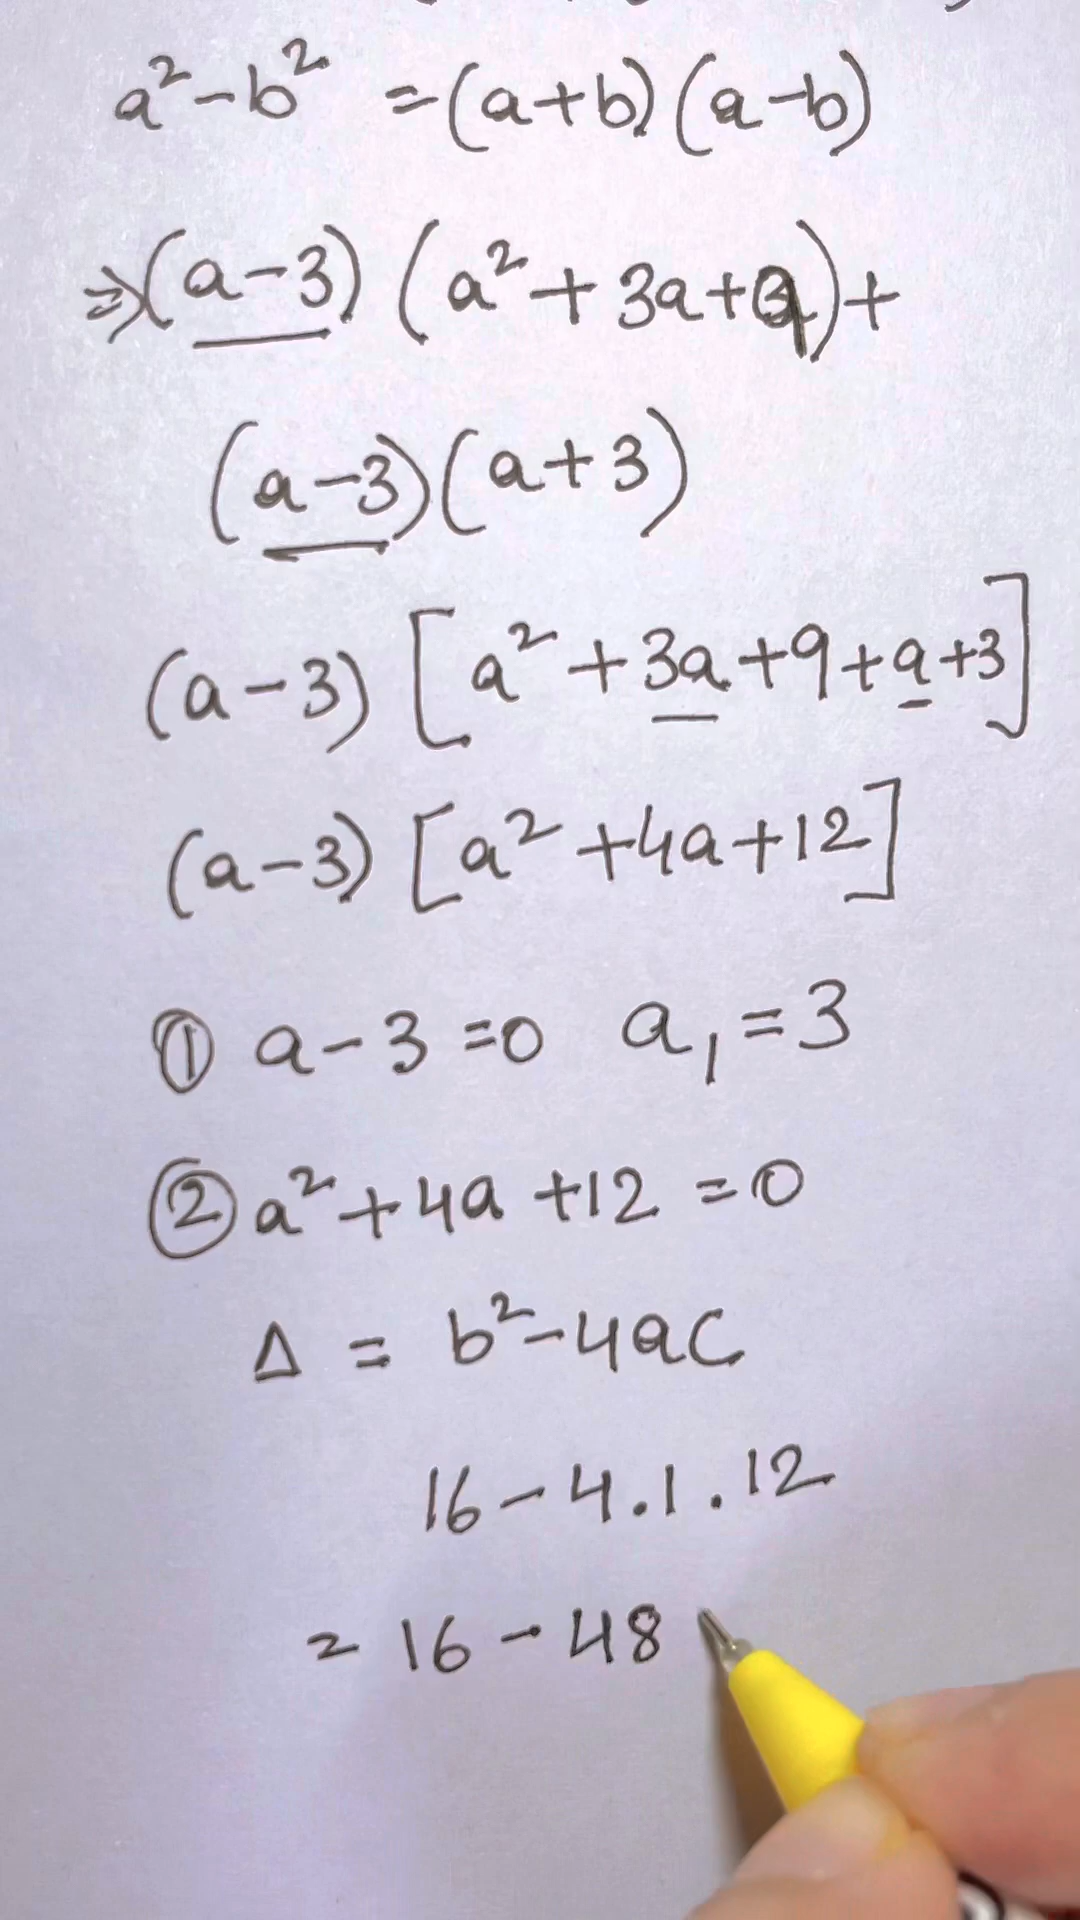 a² - b² = (a+b) (a-b)
⇒ (a-3) (a² + 3a + 9) +
(a-3) (a+3)
(a-3) [a² + 3a + 9 + a + 3]
(a-3) [a² + 4a + 12]
① a - 3 = 0 a₁ = 3
② a² + 4a + 12 = 0
Δ = b² - 4ac
16 - 4.1.12
= 16 - 48